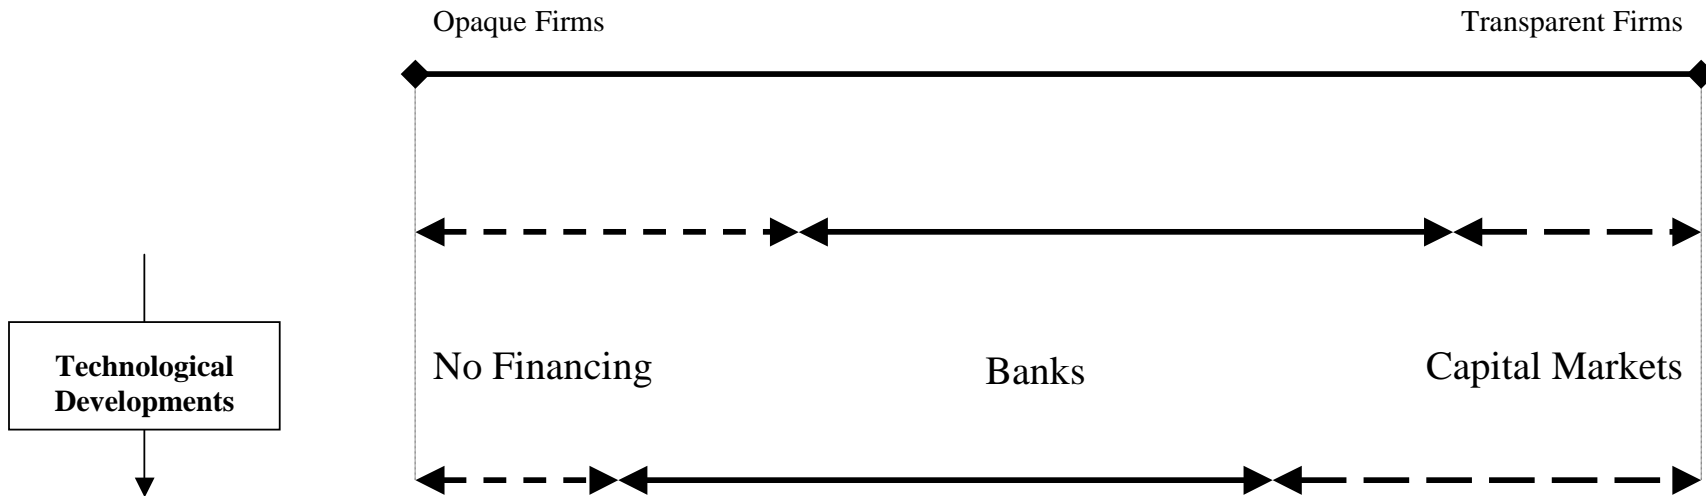 Opaque Firms
Transparent Firms
Technological
Developments
No Financing
Banks
Capital Markets